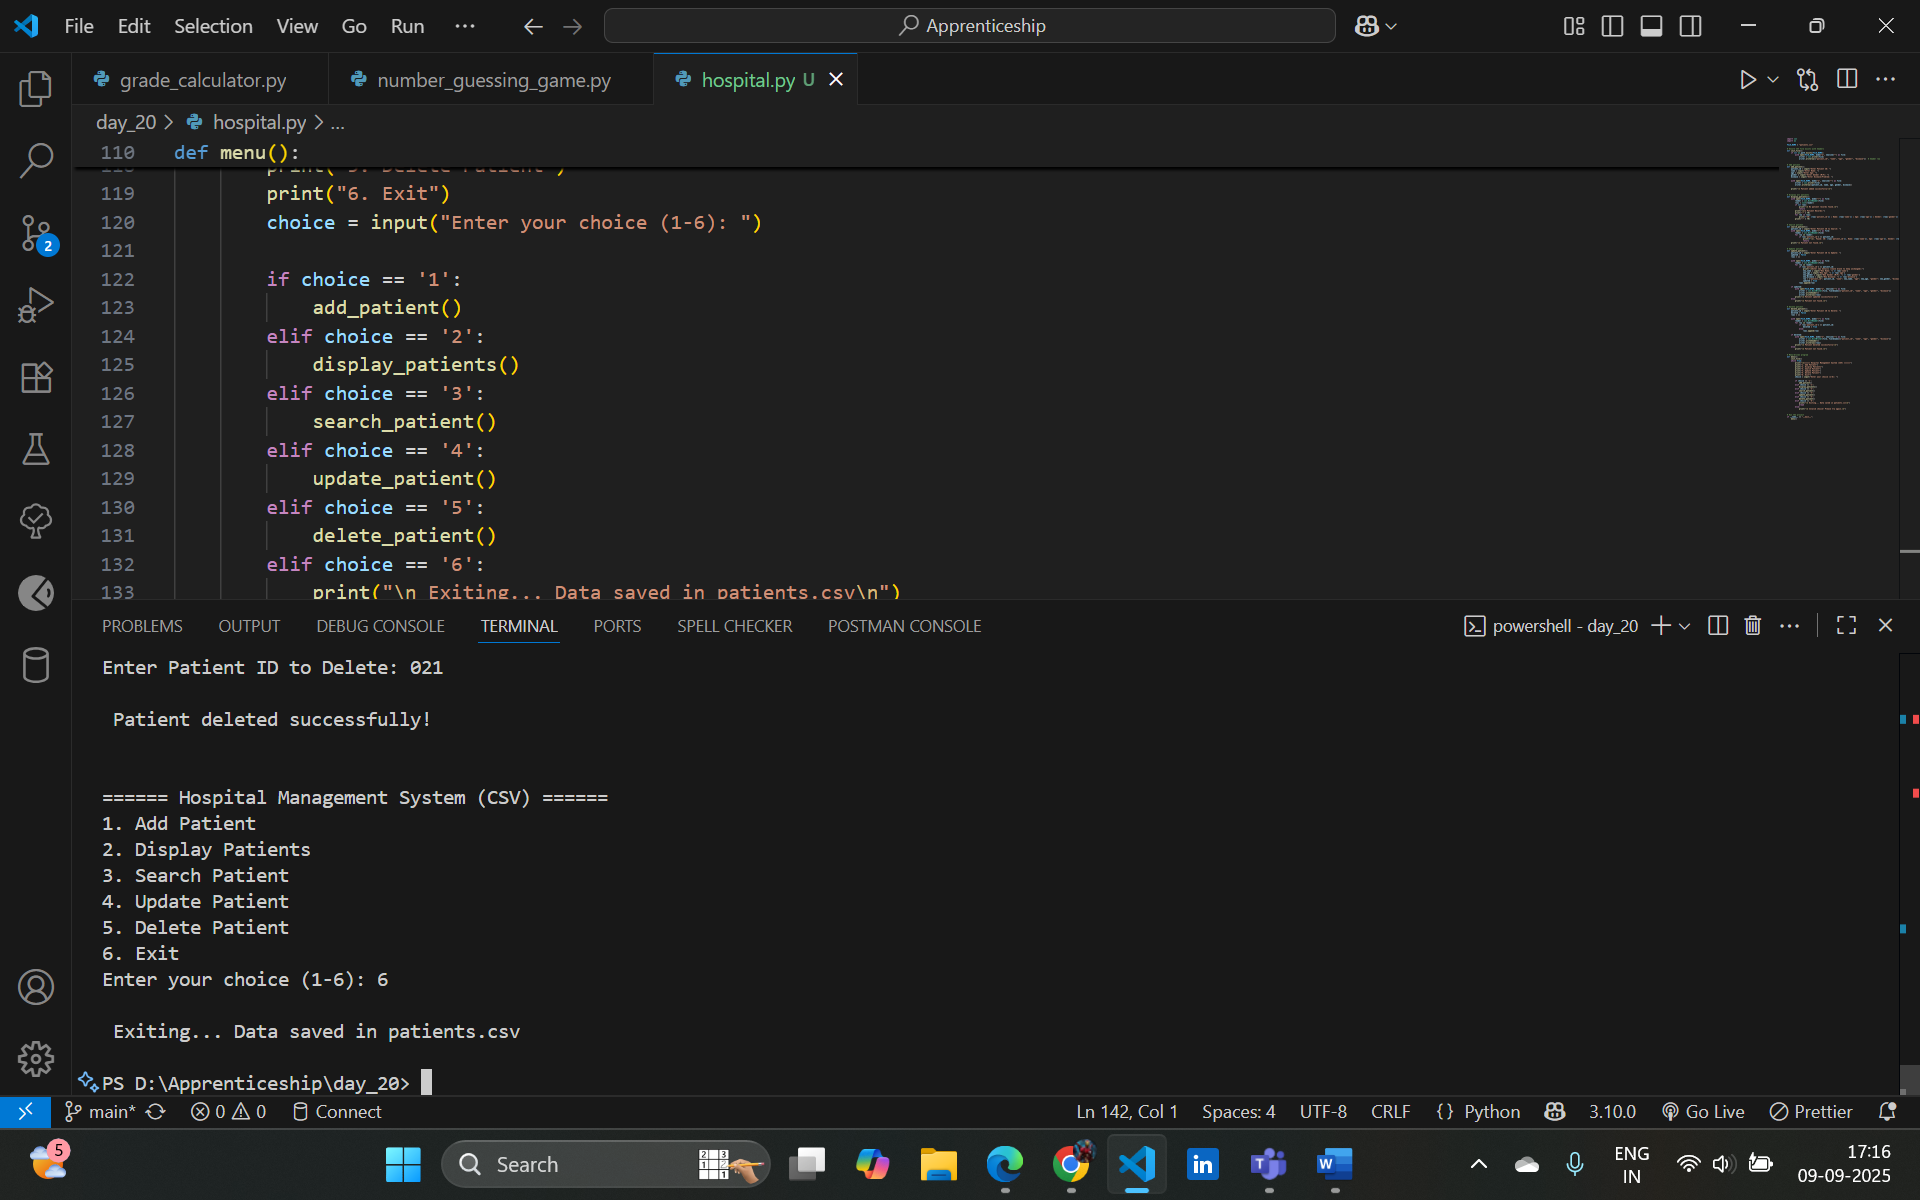 File Edit Selection View Go Run ···
Apprenticeship
grade_calculator.py
number_guessing_game.py
hospital.py U
day_20 > hospital.py > ...
110 def menu():
119 print("6. Exit")
120 choice = input("Enter your choice (1-6): ")
121
122 if choice == '1':
123 add_patient()
124 elif choice == '2':
125 display_patients()
126 elif choice == '3':
127 search_patient()
128 elif choice == '4':
129 update_patient()
130 elif choice == '5':
131 delete_patient()
132 elif choice == '6':
133 print("\n Exiting... Data saved in patients.csv\n")
2
PROBLEMS OUTPUT DEBUG CONSOLE TERMINAL PORTS SPELL CHECKER POSTMAN CONSOLE
powershell - day_20
Enter Patient ID to Delete: 021
Patient deleted successfully!
====== Hospital Management System (CSV) ======
1. Add Patient
2. Display Patients
3. Search Patient
4. Update Patient
5. Delete Patient
6. Exit
Enter your choice (1-6): 6
Exiting... Data saved in patients.csv
PS D:\Apprenticeship\day_20>
main* 0 0 Connect
Ln 142, Col 1 Spaces: 4 UTF-8 CRLF {} Python 3.10.0 Go Live Prettier
5
Search
ENG
IN
17:16
09-09-2025